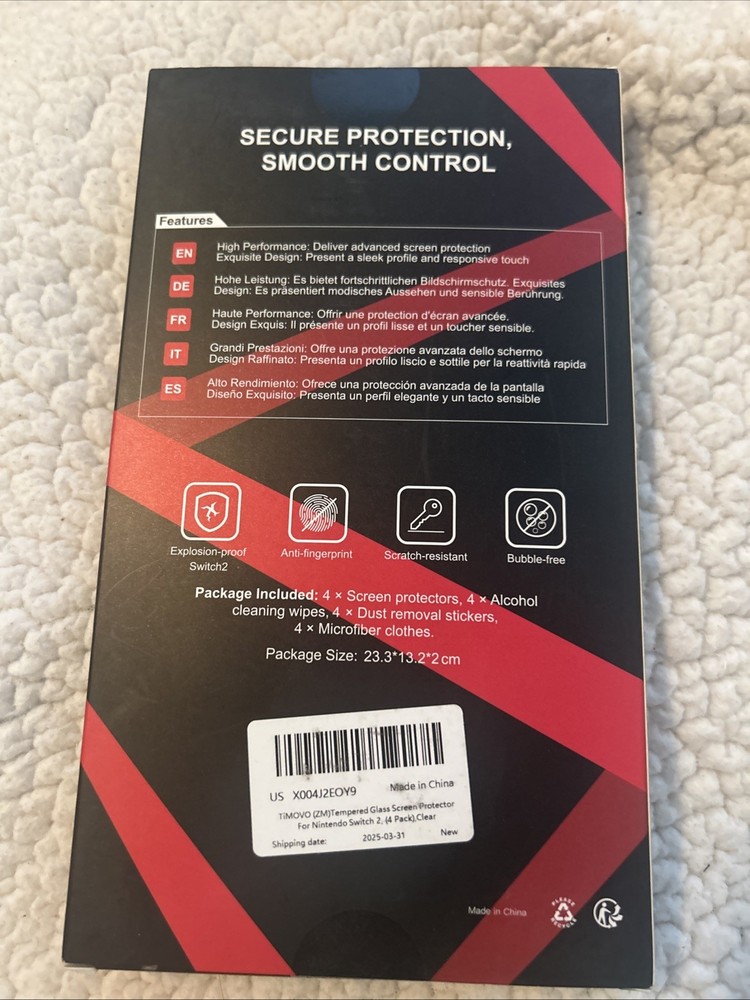 SECURE PROTECTION,
SMOOTH CONTROL
Features
EN
High Performance: Deliver advanced screen protection
Exquisite Design: Present a sleek profile and responsive touch
DE
Hohe Leistung: Es bietet fortschrittlichen Bildschirmschutz. Exquisites
Design: Es präsentiert modisches Aussehen und sensible Berührung.
FR
Haute Performance: Offrir une protection d'écran avancée.
Design Exquis: Il présente un profil lisse et un toucher sensible.
IT
Grandi Prestazioni: Offre una protezione avanzata dello schermo
Design Raffinato: Presenta un profilo liscio e sottile per la reattività rapida
ES
Alto Rendimiento: Ofrece una protección avanzada de la pantalla
Diseño Exquisito: Presenta un perfil elegante y un tacto sensible
Explosion-proof
Switch2
Anti-fingerprint
Scratch-resistant
Bubble-free
Package Included: 4 × Screen protectors, 4 × Alcohol
cleaning wipes, 4 × Dust removal stickers,
4 × Microfiber clothes.
Package Size: 23.3*13.2*2 cm
US X004J2EOY9 Made in China
TiMOVO (ZM)Tempered Glass Screen Protector
For Nintendo Switch 2, (4 Pack),Clear
Shipping date: 2025-03-31 New
Made in China
PLEASE
RECYCLE